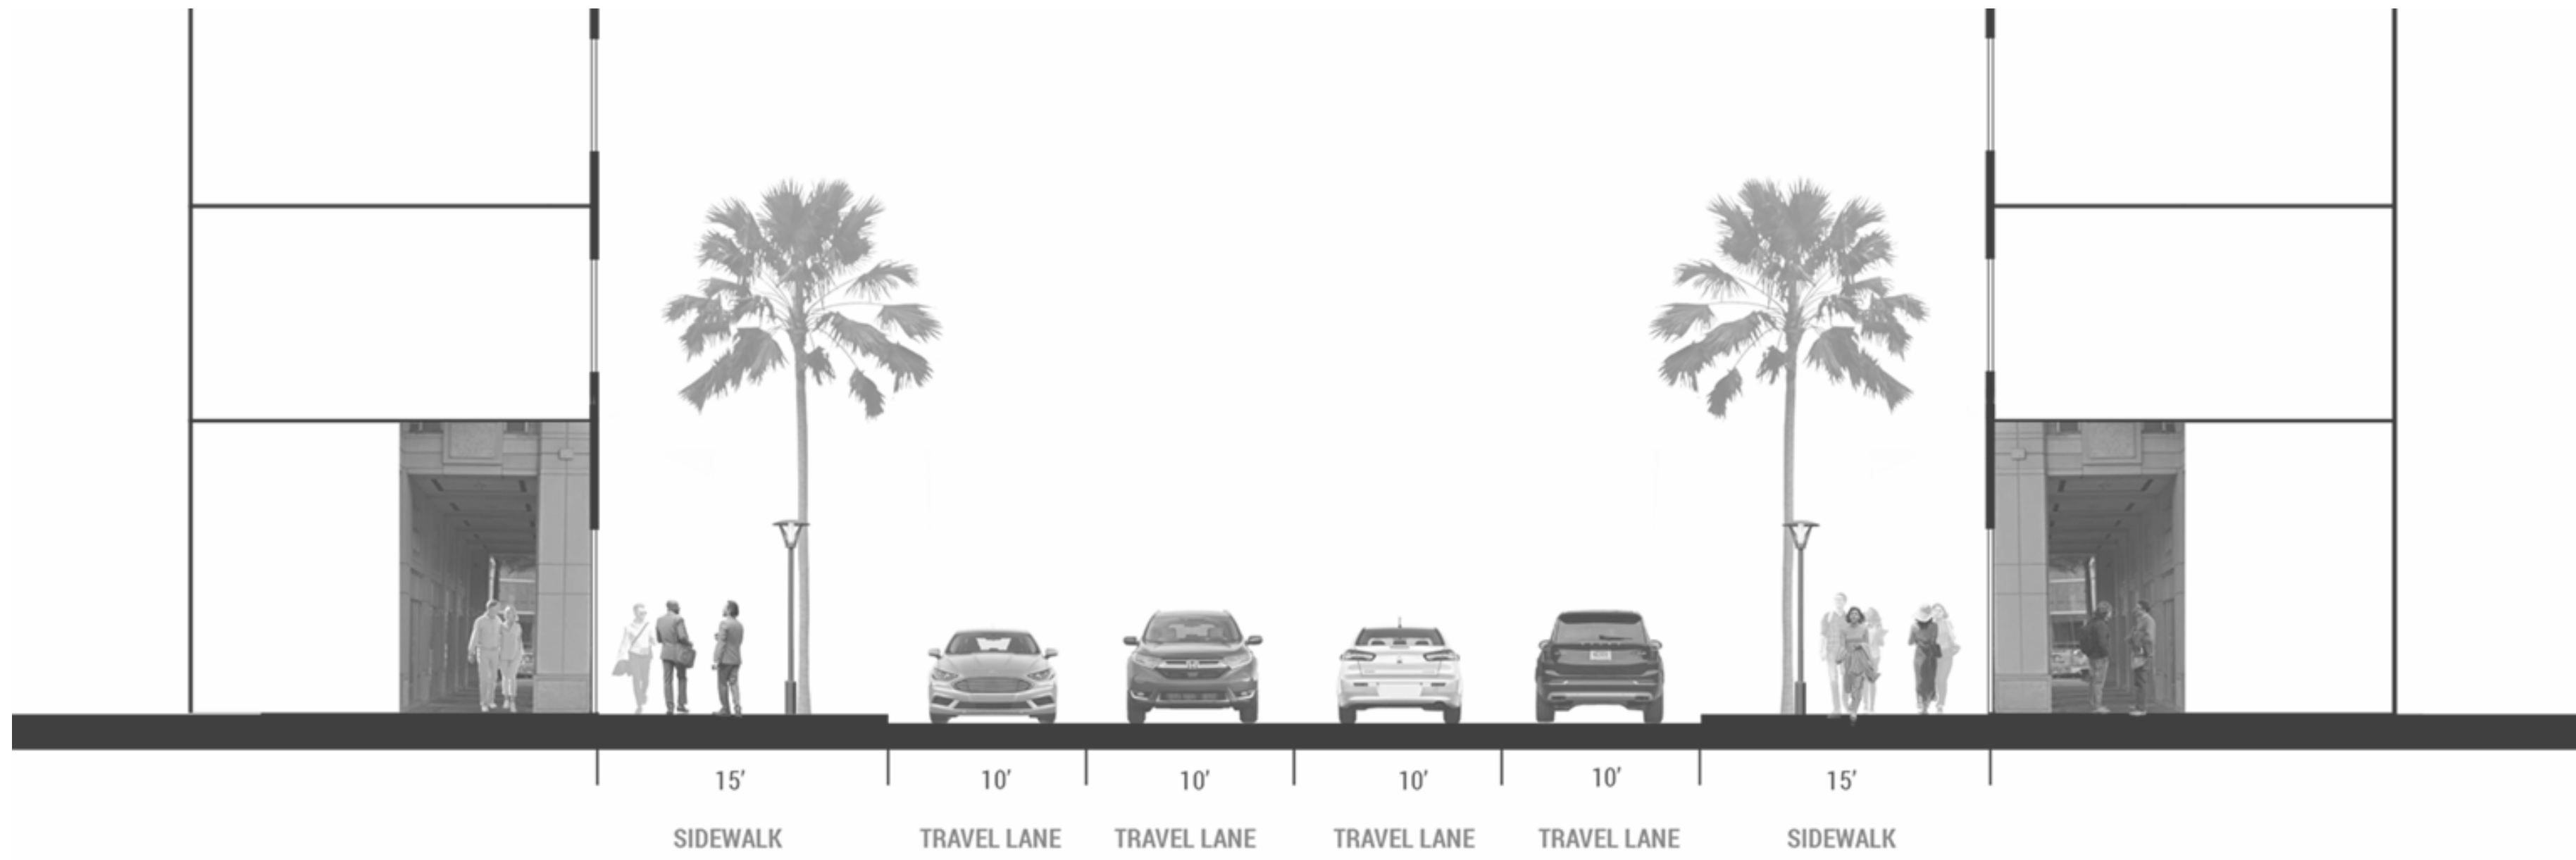 15’ 10’ 10’ 10’ 10’ 15’
SIDEWALK TRAVEL LANE TRAVEL LANE TRAVEL LANE TRAVEL LANE SIDEWALK